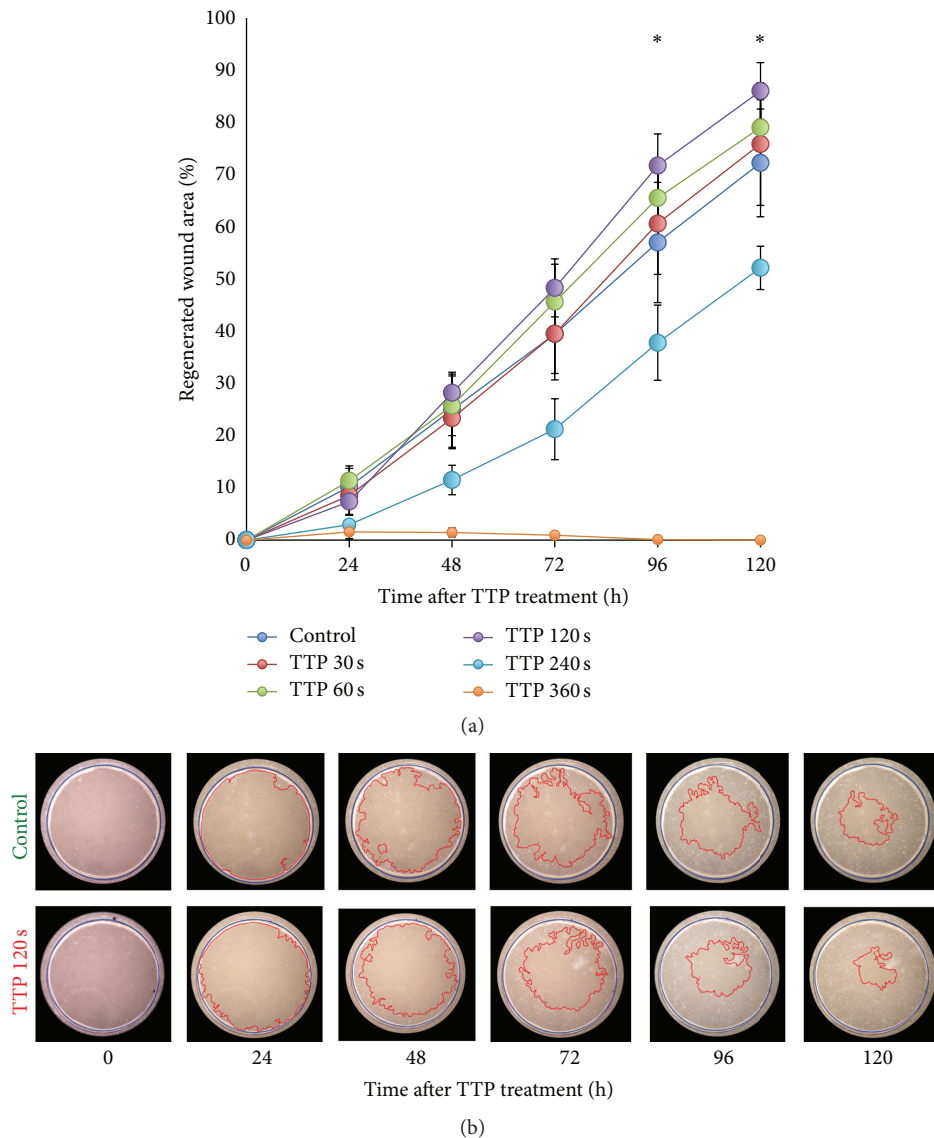 100
90
80
70
60
50
40
30
20
10
0
Regenerated wound area (%)
* *
0 24 48 72 96 120
Time after TTP treatment (h)
Control TTP 120 s
TTP 30 s TTP 240 s
TTP 60 s TTP 360 s
(a)
Control
TTP 120 s
0 24 48 72 96 120
Time after TTP treatment (h)
(b)